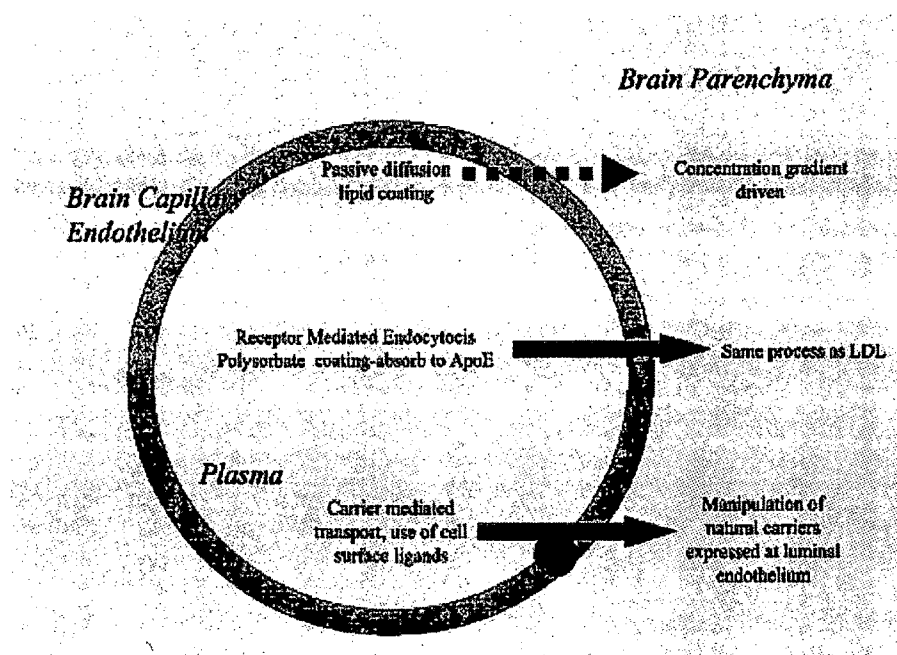 Brain Parenchyma
Passive diffusion
lipid coating
Concentration gradient
driven
Brain Capillary
Endothelium
Receptor Mediated Endocytocis
Polysorbate coating-absorb to ApoE
Same process as LDL
Plasma
Carrier mediated
transport, use of cell
surface ligands
Manipulation of
natural carriers
expressed at luminal
endothelium